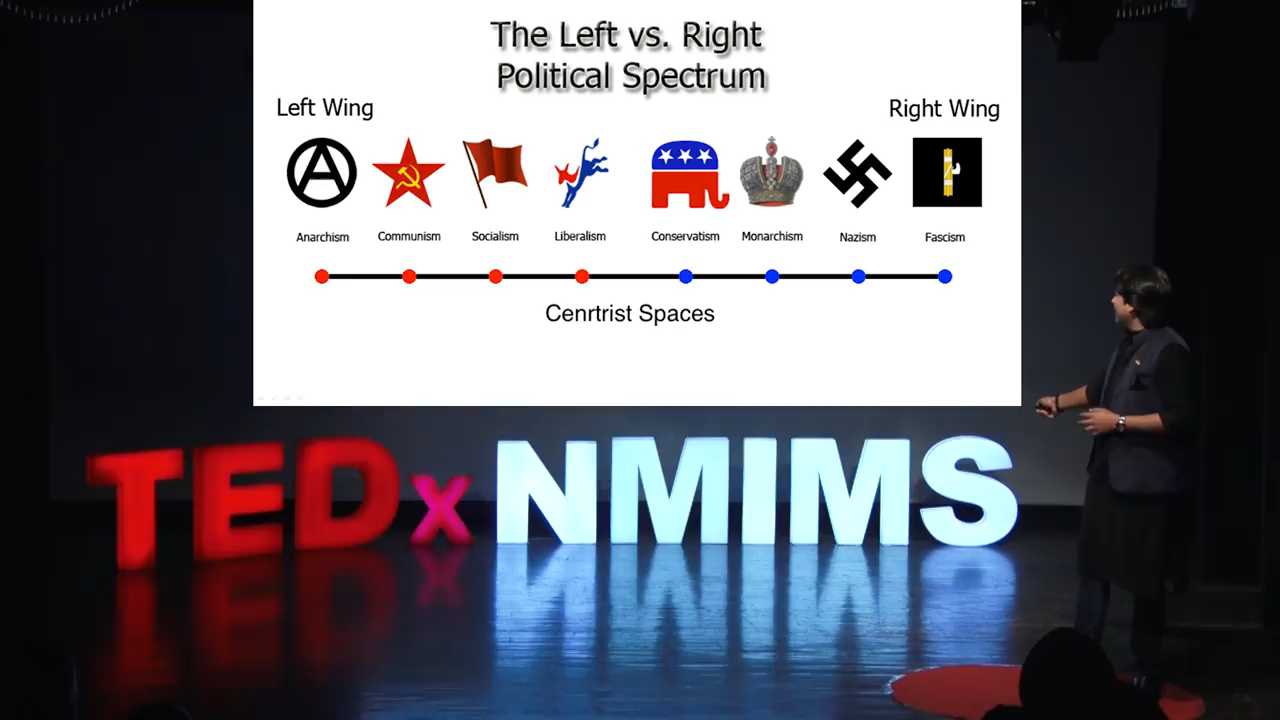 The Left vs. Right
Political Spectrum
Left Wing
Right Wing
Anarchism
Communism
Socialism
Liberalism
Conservatism
Monarchism
Nazism
Fascism
Cenrtrist Spaces
TEDxNMIMS